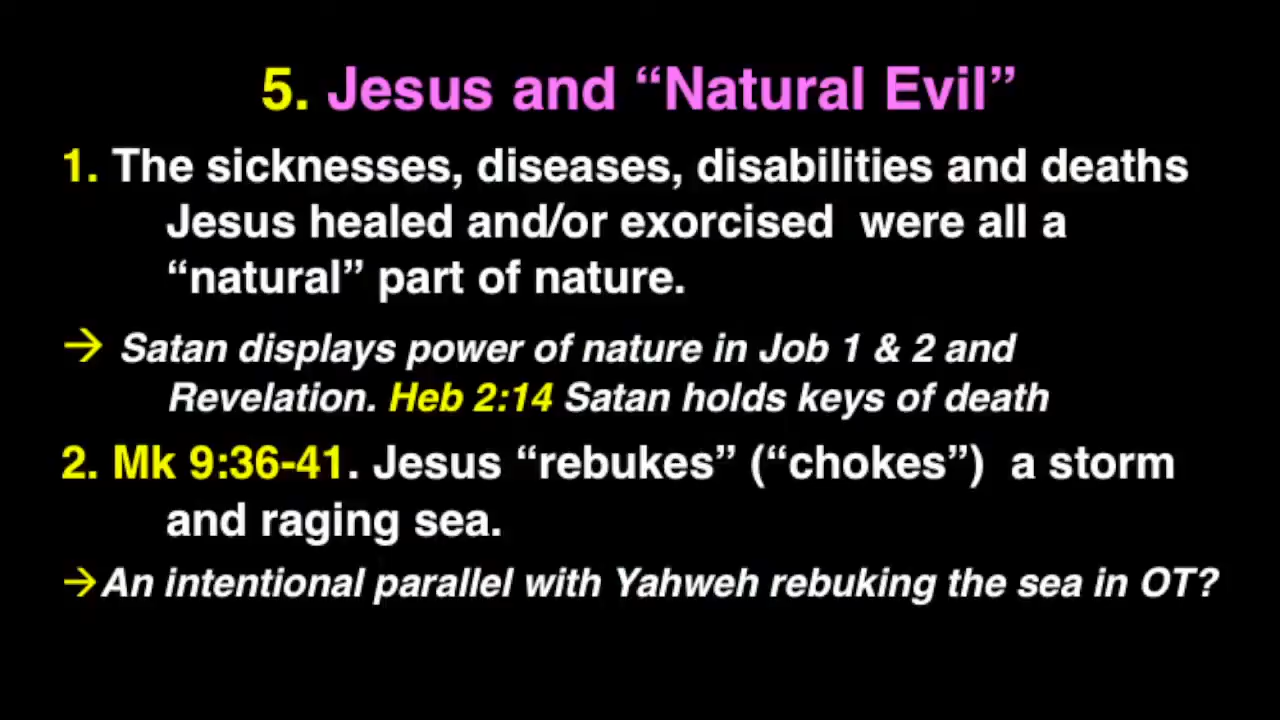 5. Jesus and “Natural Evil”
1. The sicknesses, diseases, disabilities and deaths
Jesus healed and/or exorcised were all a
“natural” part of nature.
→ Satan displays power of nature in Job 1 & 2 and
Revelation. Heb 2:14 Satan holds keys of death
2. Mk 9:36-41. Jesus “rebukes” (“chokes”) a storm
and raging sea.
→An intentional parallel with Yahweh rebuking the sea in OT?